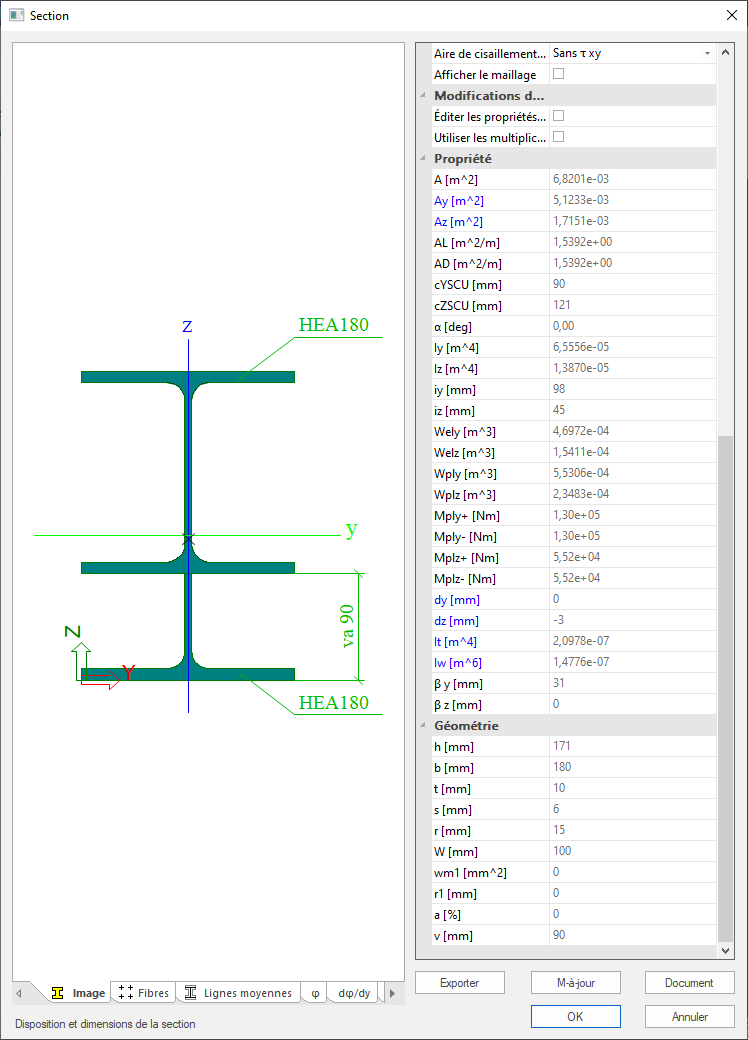 Section
Aire de cisaillement... Sans τ xy
Afficher le maillage
Modifications d...
Éditer les propriétés...
Utiliser les multiplic...
Propriété
A [m^2] 6,8201e-03
Ay [m^2] 5,1233e-03
Az [m^2] 1,7151e-03
AL [m^2/m] 1,5392e+00
AD [m^2/m] 1,5392e+00
cYSCU [mm] 90
cZSCU [mm] 121
α [deg] 0,00
Iy [m^4] 6,5556e-05
Iz [m^4] 1,3870e-05
iy [mm] 98
iz [mm] 45
Wely [m^3] 4,6972e-04
Welz [m^3] 1,5411e-04
Wply [m^3] 5,5306e-04
Wplz [m^3] 2,3483e-04
Mply+ [Nm] 1,30e+05
Mply- [Nm] 1,30e+05
Mplz+ [Nm] 5,52e+04
Mplz- [Nm] 5,52e+04
dy [mm] 0
dz [mm] -3
It [m^4] 2,0978e-07
Iw [m^6] 1,4776e-07
β y [mm] 31
β z [mm] 0
Géométrie
h [mm] 171
b [mm] 180
t [mm] 10
s [mm] 6
r [mm] 15
W [mm] 100
wm1 [mm^2] 0
r1 [mm] 0
a [%] 0
v [mm] 90
z
HEA180
y
va 90
Z
Y
HEA180
Image
Fibres
Lignes moyennes
φ
dφ/dy
Exporter
M-à-jour
Document
Disposition et dimensions de la section
OK
Annuler